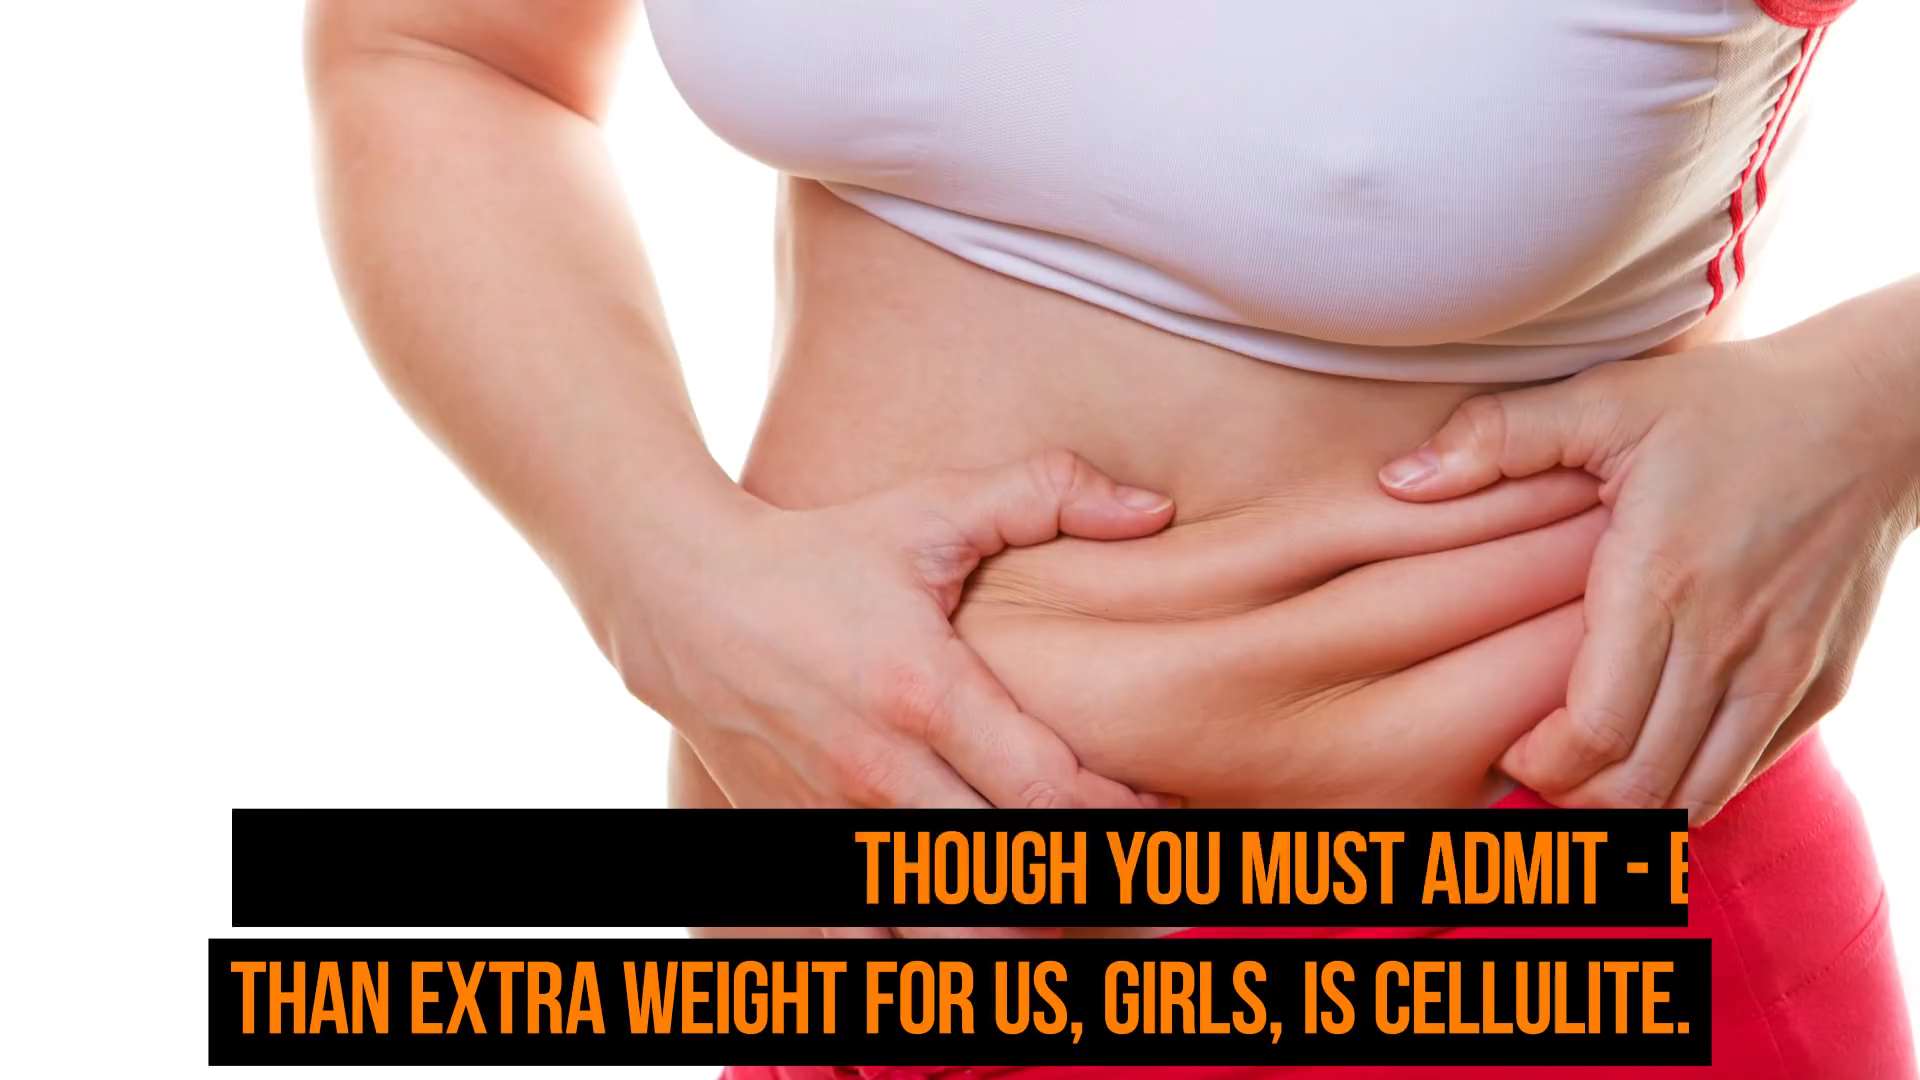 THOUGH YOU MUST ADMIT -
THAN EXTRA WEIGHT FOR US, GIRLS, IS CELLULITE.